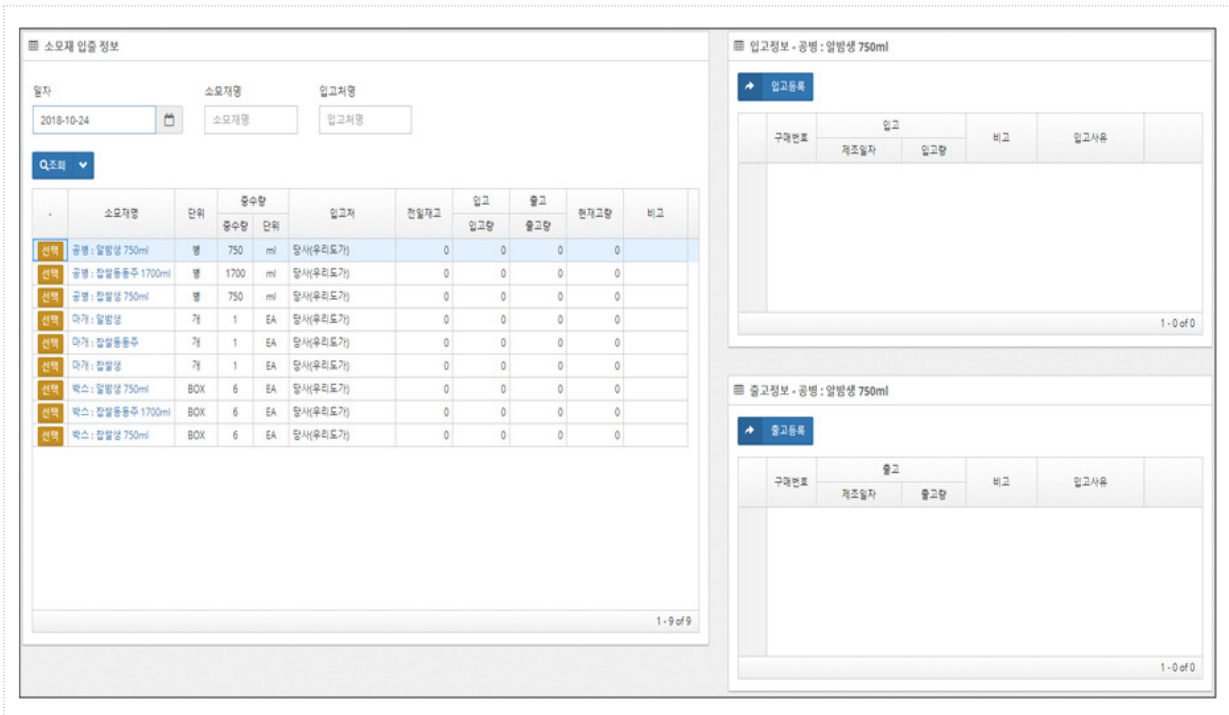 소모재 입출 정보
일자 소모재명 입고처명
2018-10-24 소모재명 입고처명
조회
- 소모재명 단위 중수량 입고처 전일재고 입고 출고 현재고량 비고
중수량 단위 입고량 출고량
선택 공병 : 알밤생 750ml 병 750 ml 당사(우리도가) 0 0 0 0
선택 공병 : 찹쌀동동주 1700ml 병 1700 ml 당사(우리도가) 0 0 0 0
선택 공병 : 찹쌀생 750ml 병 750 ml 당사(우리도가) 0 0 0 0
선택 마개 : 알밤생 개 1 EA 당사(우리도가) 0 0 0 0
선택 마개 : 찹쌀동동주 개 1 EA 당사(우리도가) 0 0 0 0
선택 마개 : 찹쌀생 개 1 EA 당사(우리도가) 0 0 0 0
선택 박스 : 알밤생 750ml BOX 6 EA 당사(우리도가) 0 0 0 0
선택 박스 : 찹쌀동동주 1700ml BOX 6 EA 당사(우리도가) 0 0 0 0
선택 박스 : 찹쌀생 750ml BOX 6 EA 당사(우리도가) 0 0 0 0
1 - 9 of 9
입고정보 - 공병 : 알밤생 750ml
입고등록
구매번호 입고 비고 입고사유
제조일자 입고량
1 - 0 of 0
출고정보 - 공병 : 알밤생 750ml
출고등록
구매번호 출고 비고 입고사유
제조일자 출고량
1 - 0 of 0